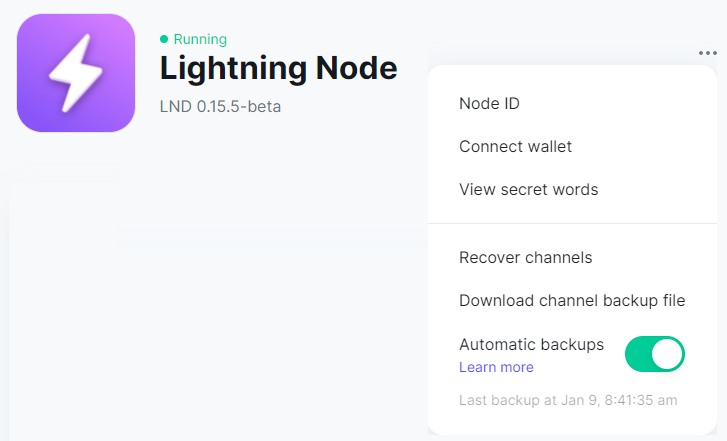 Running
Lightning Node
LND 0.15.5-beta
Node ID
Connect wallet
View secret words
Recover channels
Download channel backup file
Automatic backups
Learn more
Last backup at Jan 9, 8:41:35 am